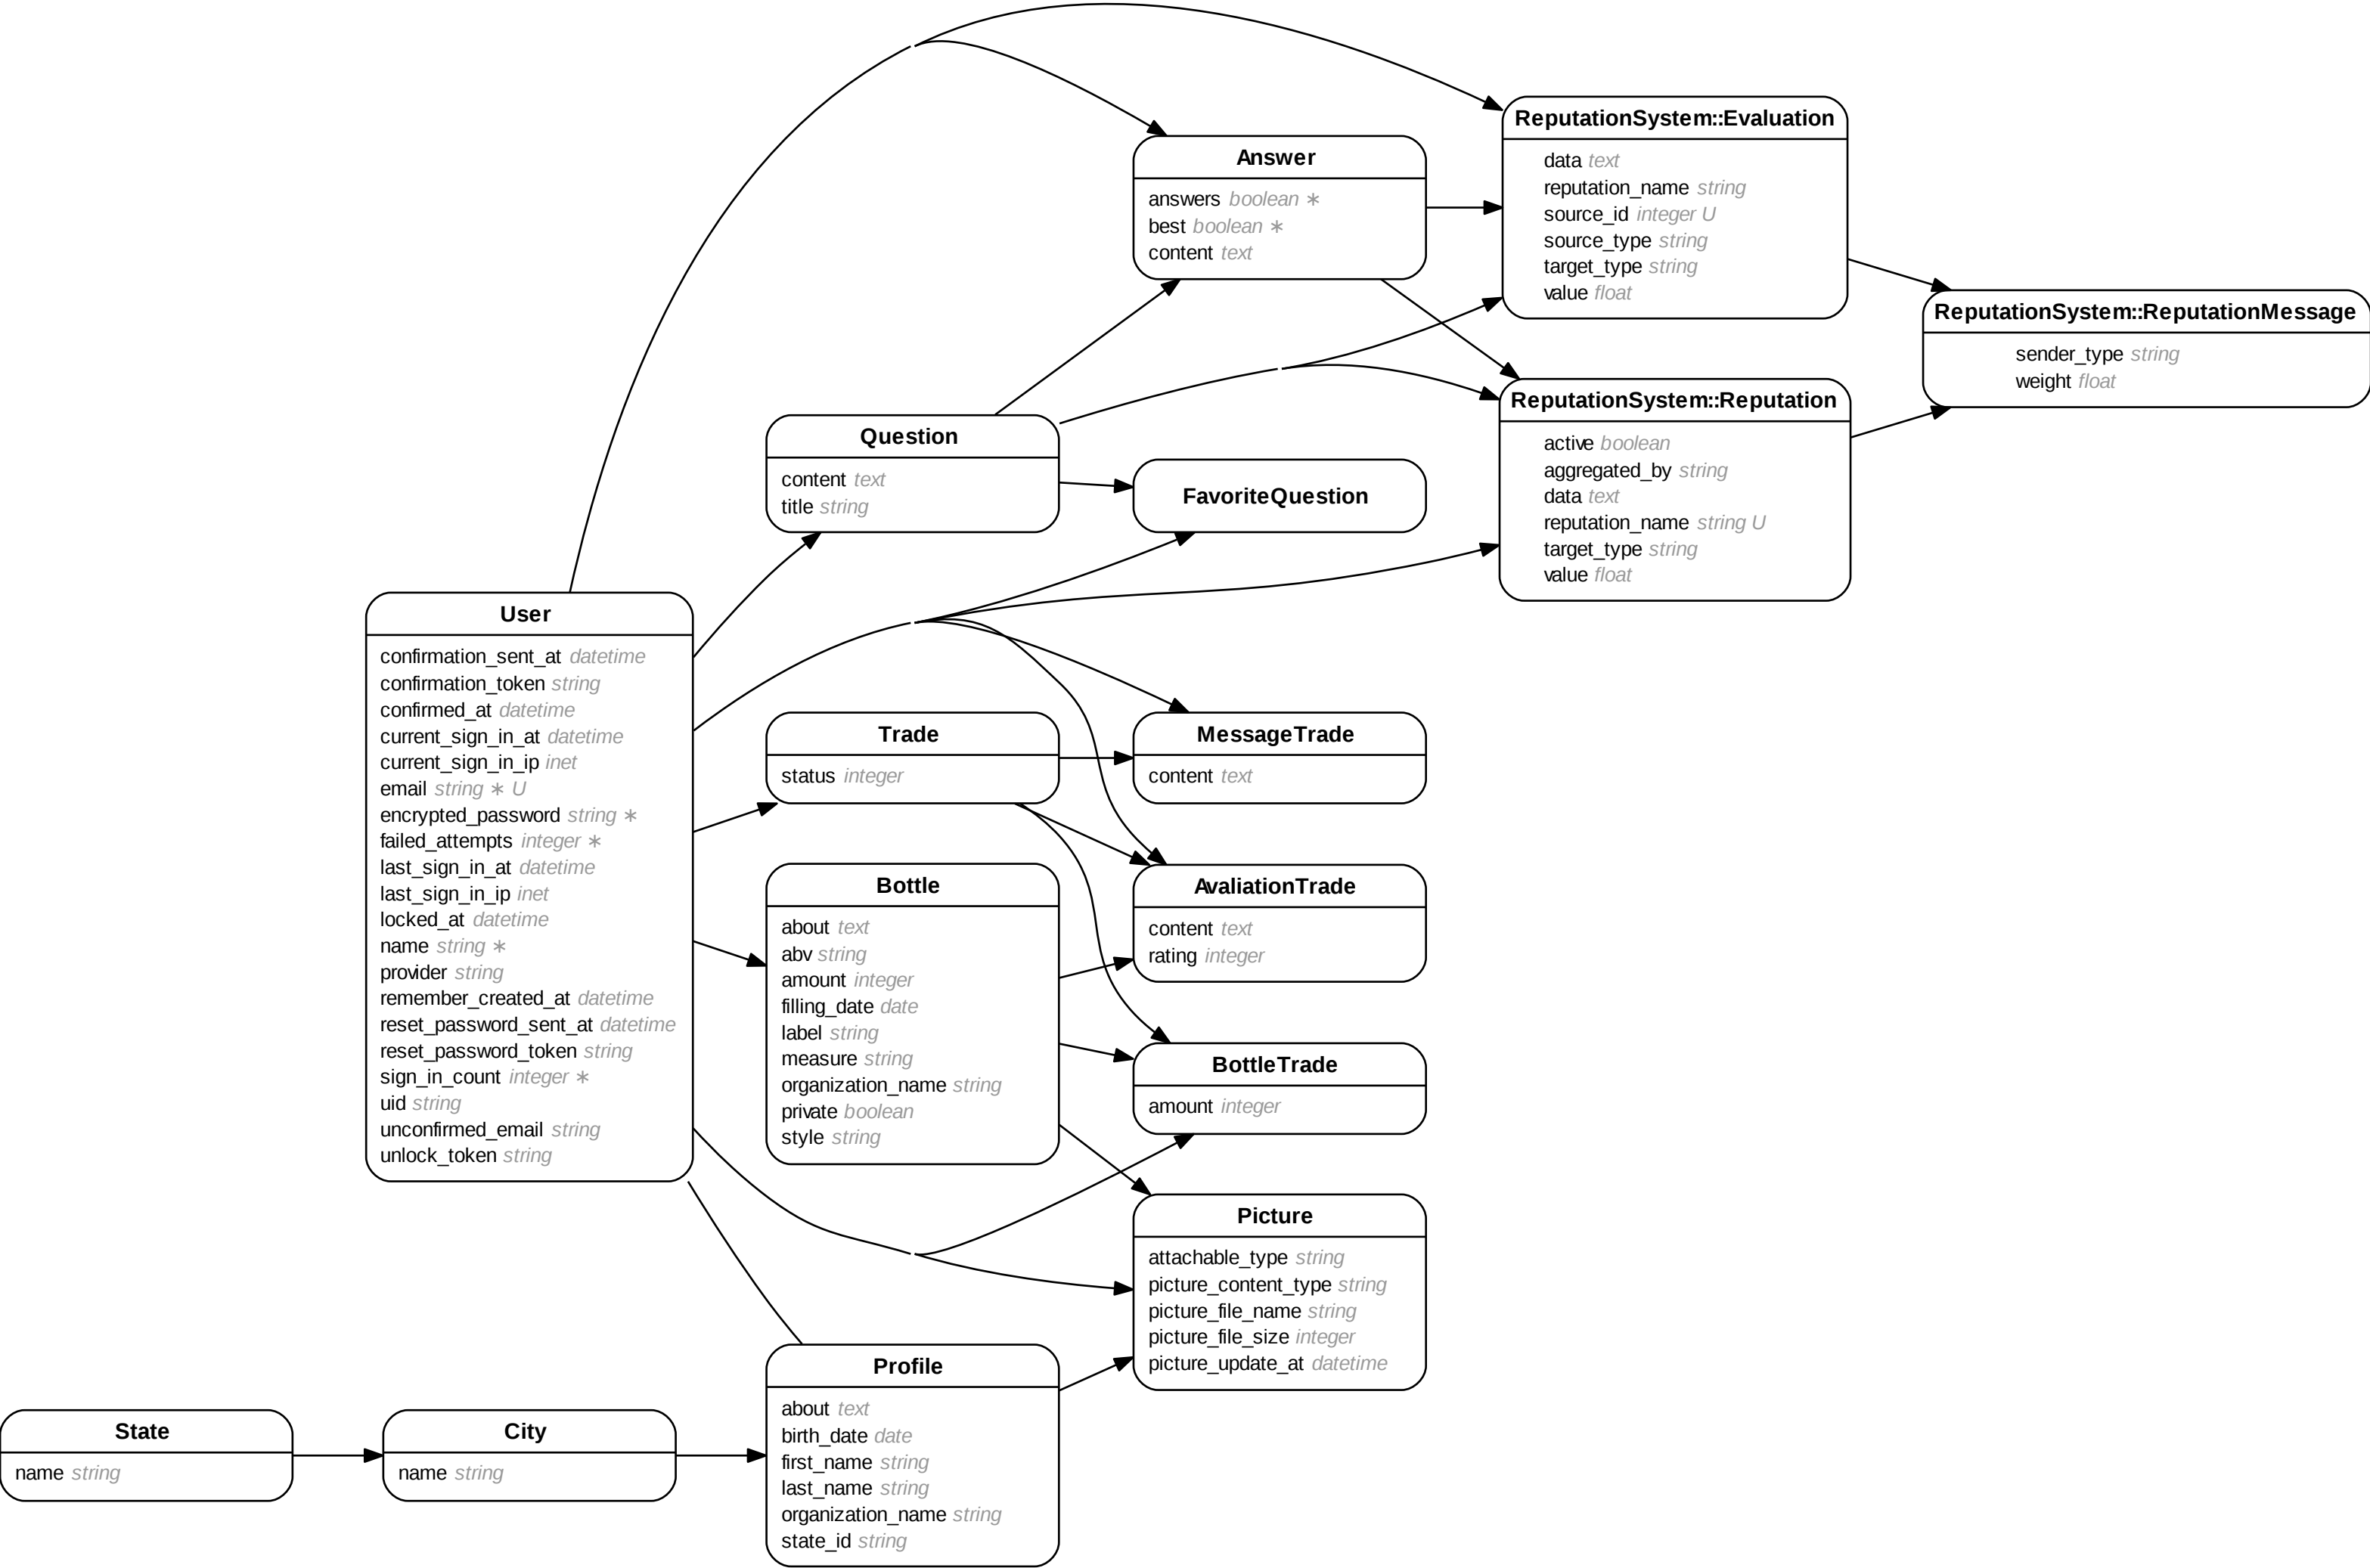 ReputationSystem::Evaluation
data text
reputation_name string
source_id integer U
source_type string
target_type string
value float
Answer
answers boolean ∗
best boolean ∗
content text
ReputationSystem::ReputationMessage
sender_type string
weight float
ReputationSystem::Reputation
active boolean
aggregated_by string
data text
reputation_name string U
target_type string
value float
Question
content text
title string
FavoriteQuestion
User
confirmation_sent_at datetime
confirmation_token string
confirmed_at datetime
current_sign_in_at datetime
current_sign_in_ip inet
email string ∗ U
encrypted_password string ∗
failed_attempts integer ∗
last_sign_in_at datetime
last_sign_in_ip inet
locked_at datetime
name string ∗
provider string
remember_created_at datetime
reset_password_sent_at datetime
reset_password_token string
sign_in_count integer ∗
uid string
unconfirmed_email string
unlock_token string
Trade
status integer
MessageTrade
content text
Bottle
about text
abv string
amount integer
filling_date date
label string
measure string
organization_name string
private boolean
style string
AvaliationTrade
content text
rating integer
BottleTrade
amount integer
Picture
attachable_type string
picture_content_type string
picture_file_name string
picture_file_size integer
picture_update_at datetime
Profile
about text
birth_date date
first_name string
last_name string
organization_name string
state_id string
State
name string
City
name string